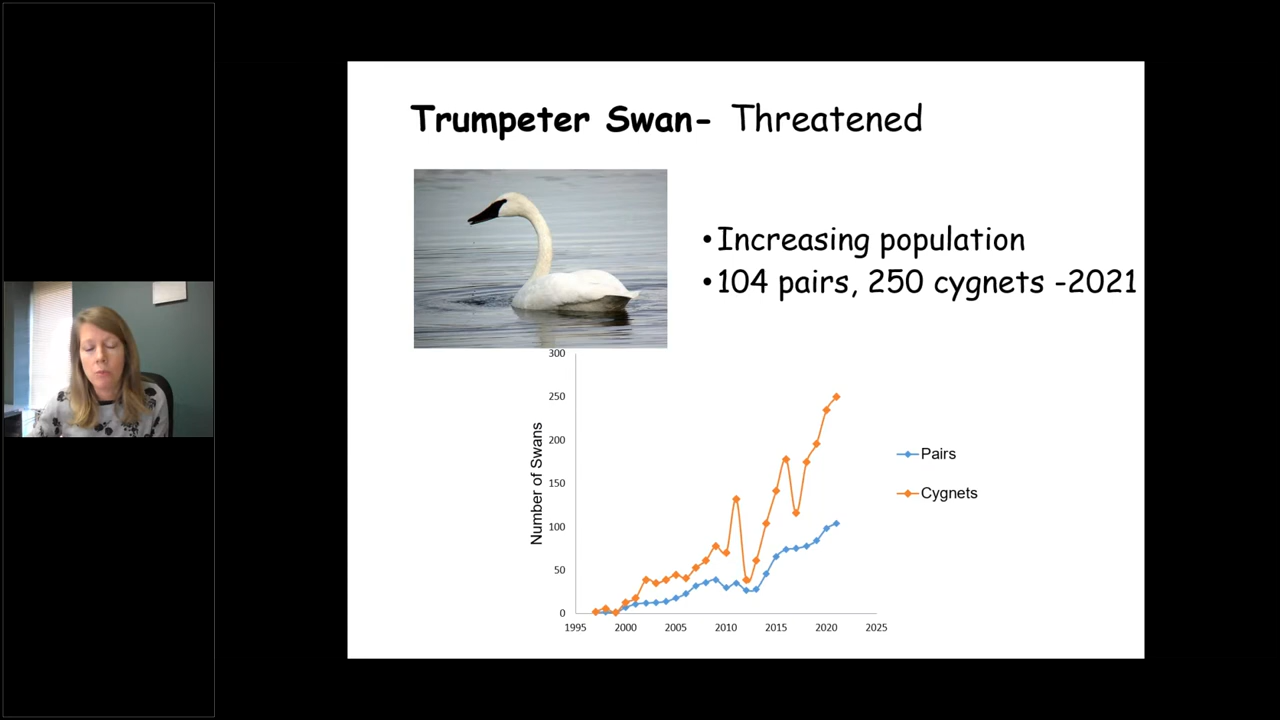 Trumpeter Swan- Threatened
•Increasing population
•104 pairs, 250 cygnets -2021
300
250
200
150
100
50
0
Number of Swans
1995 2000 2005 2010 2015 2020 2025
Pairs
Cygnets